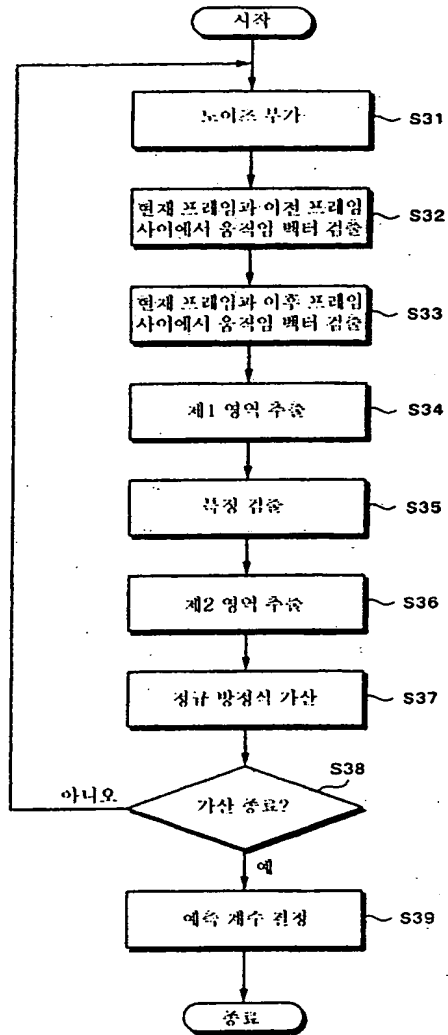 시작
노이즈 부가
S31
현재 프레임과 이전 프레임
사이에서 움직임 벡터 검출
S32
현재 프레임과 이후 프레임
사이에서 움직임 벡터 검출
S33
제1 영역 추출
S34
특징 검출
S35
제2 영역 추출
S36
정규 방정식 가산
S37
S38
가산 종료?
아니오
예
예측 계수 결정
S39
종료